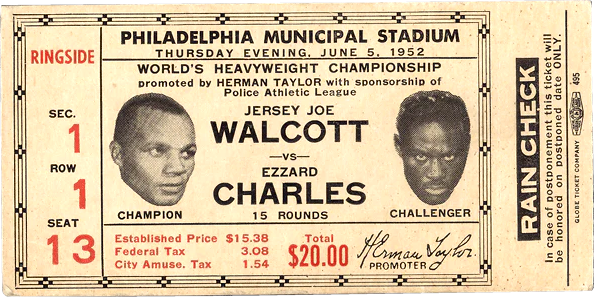 RINGSIDE
SEC.
1
ROW
1
SEAT
13
PHILADELPHIA MUNICIPAL STADIUM
THURSDAY EVENING, JUNE 5, 1952
WORLD'S HEAVYWEIGHT CHAMPIONSHIP
promoted by HERMAN TAYLOR with sponsorship of
Police Athletic League
JERSEY JOE
WALCOTT
—VS—
EZZARD
CHARLES
15 ROUNDS
CHAMPION
CHALLENGER
Established Price $15.38
Federal Tax 3.08
City Amuse. Tax 1.54
Total
$20.00
Herman Taylor
PROMOTER
RAIN CHECK
In case of postponement this ticket will
be honored on postponed date ONLY.
GLOBE TICKET COMPANY 495